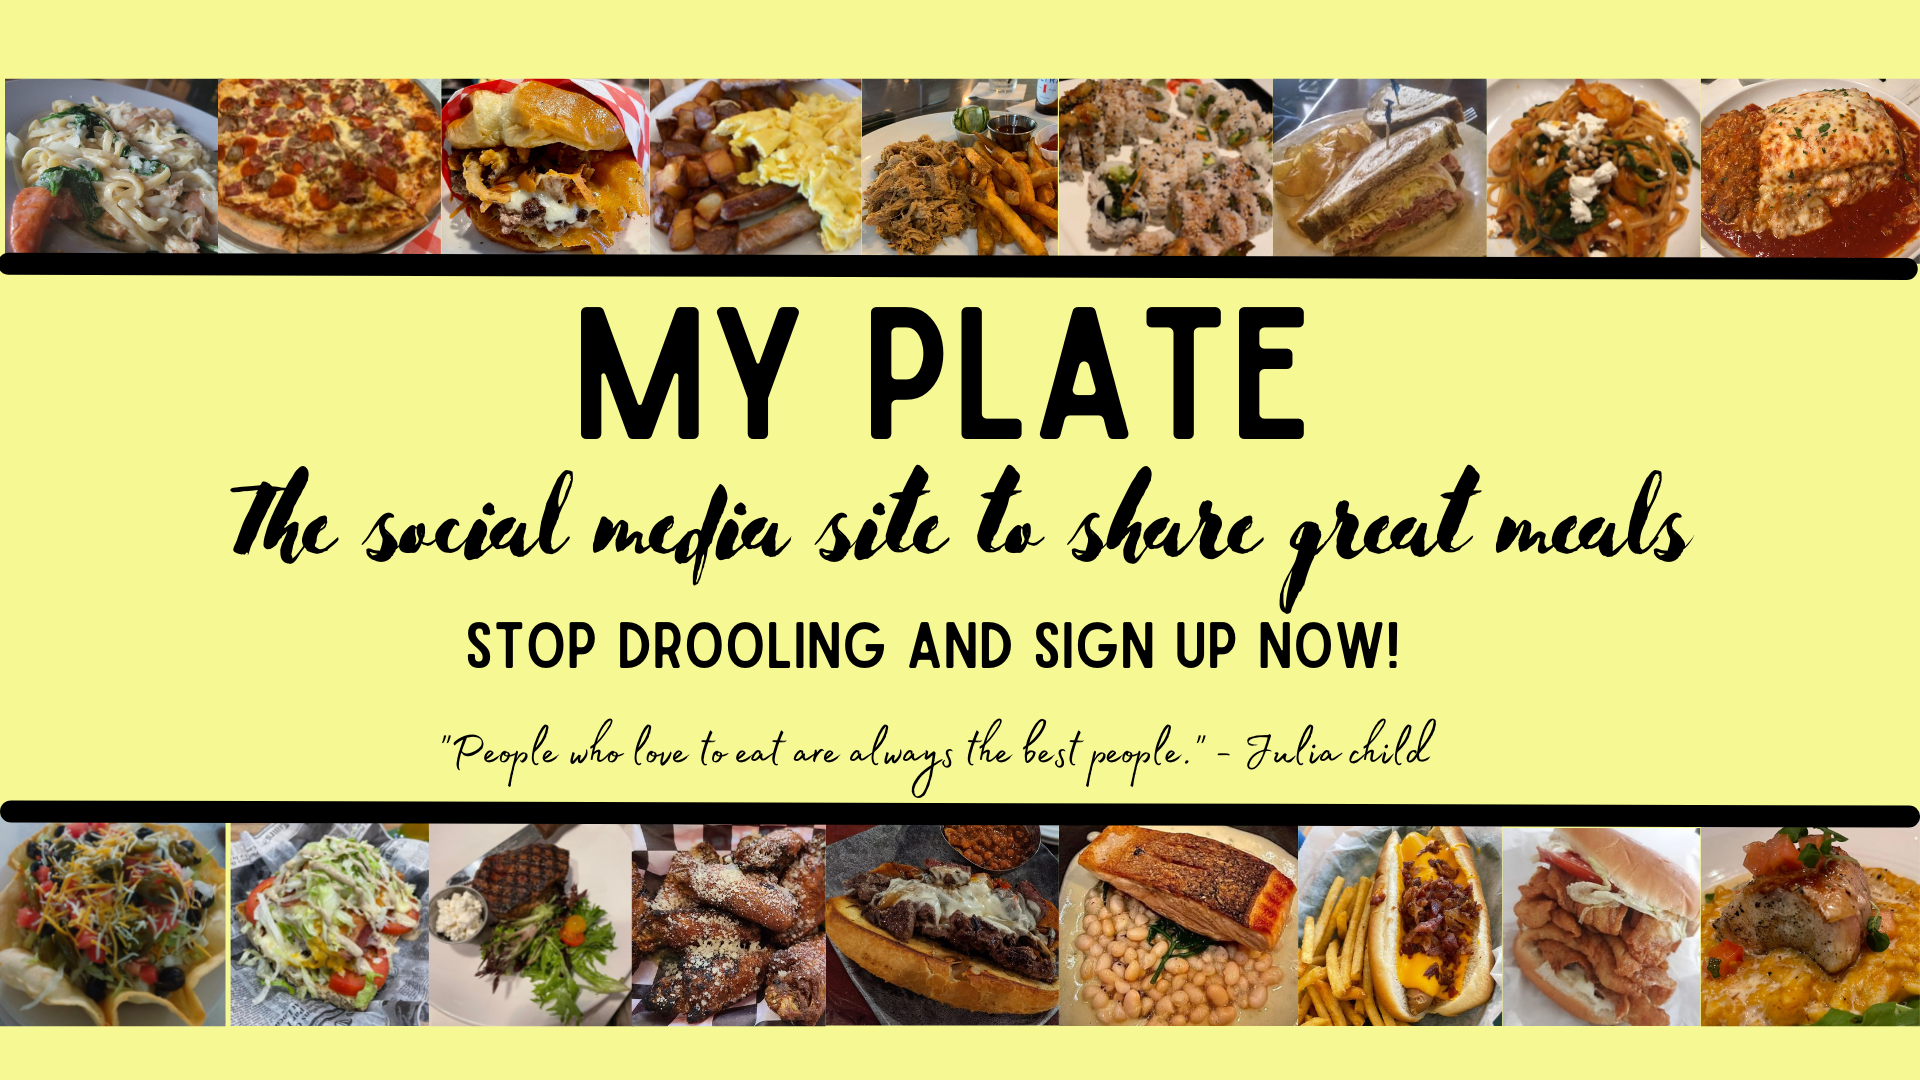 MY PLATE
The social media site to share great meals
STOP DROOLING AND SIGN UP NOW!
"People who love to eat are always the best people." - Julia child